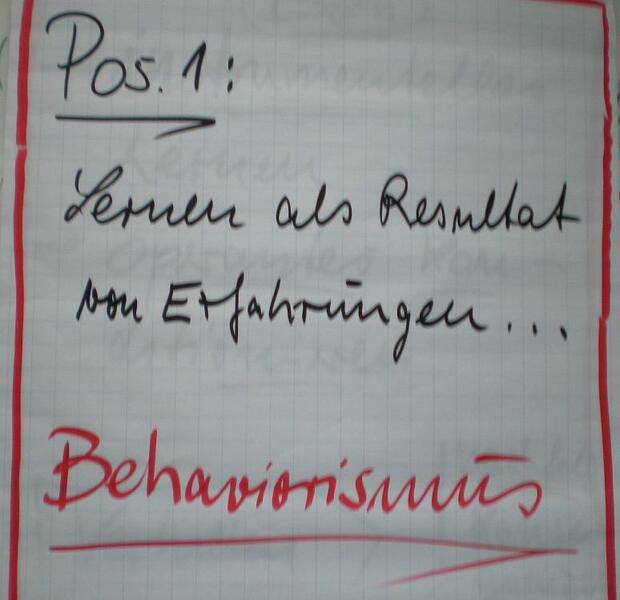 Pos. 1:
Lernen als Resultat
von Erfahrungen...
Behaviorismus